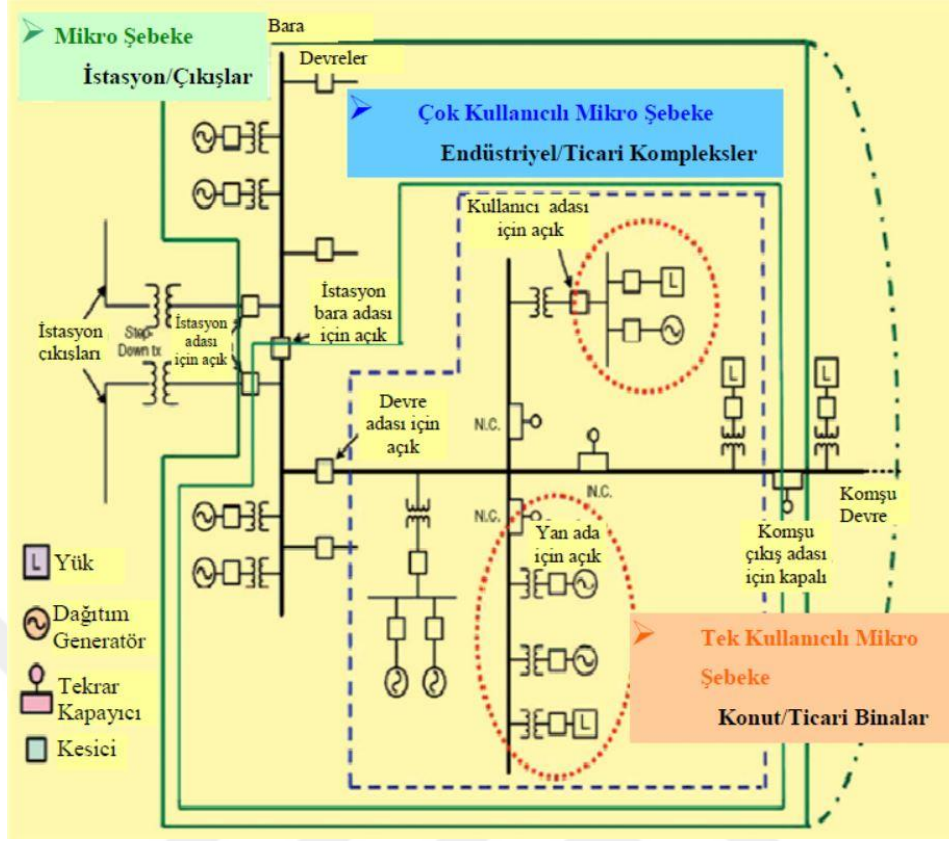 Mikro Şebeke
İstasyon/Çıkışlar
Bara
Devreler
Çok Kullanıcılı Mikro Şebeke
Endüstriyel/Ticari Kompleksler
Kullanıcı adası
için açık
L
İstasyon
bara adası
için açık
İstasyon
çıkışları
Step-
Down tx
İstasyon
adası
için açık
Devre
adası için
açık
N.C.
L
L
N.C.
N.C.
Yan ada
için açık
Komşu
çıkış adası
için kapalı
Komşu
Devre
L
Tek Kullanıcılı Mikro
Şebeke
Konut/Ticari Binalar
L
Yük
Dağıtım
Generatör
Tekrar
Kapayıcı
Kesici